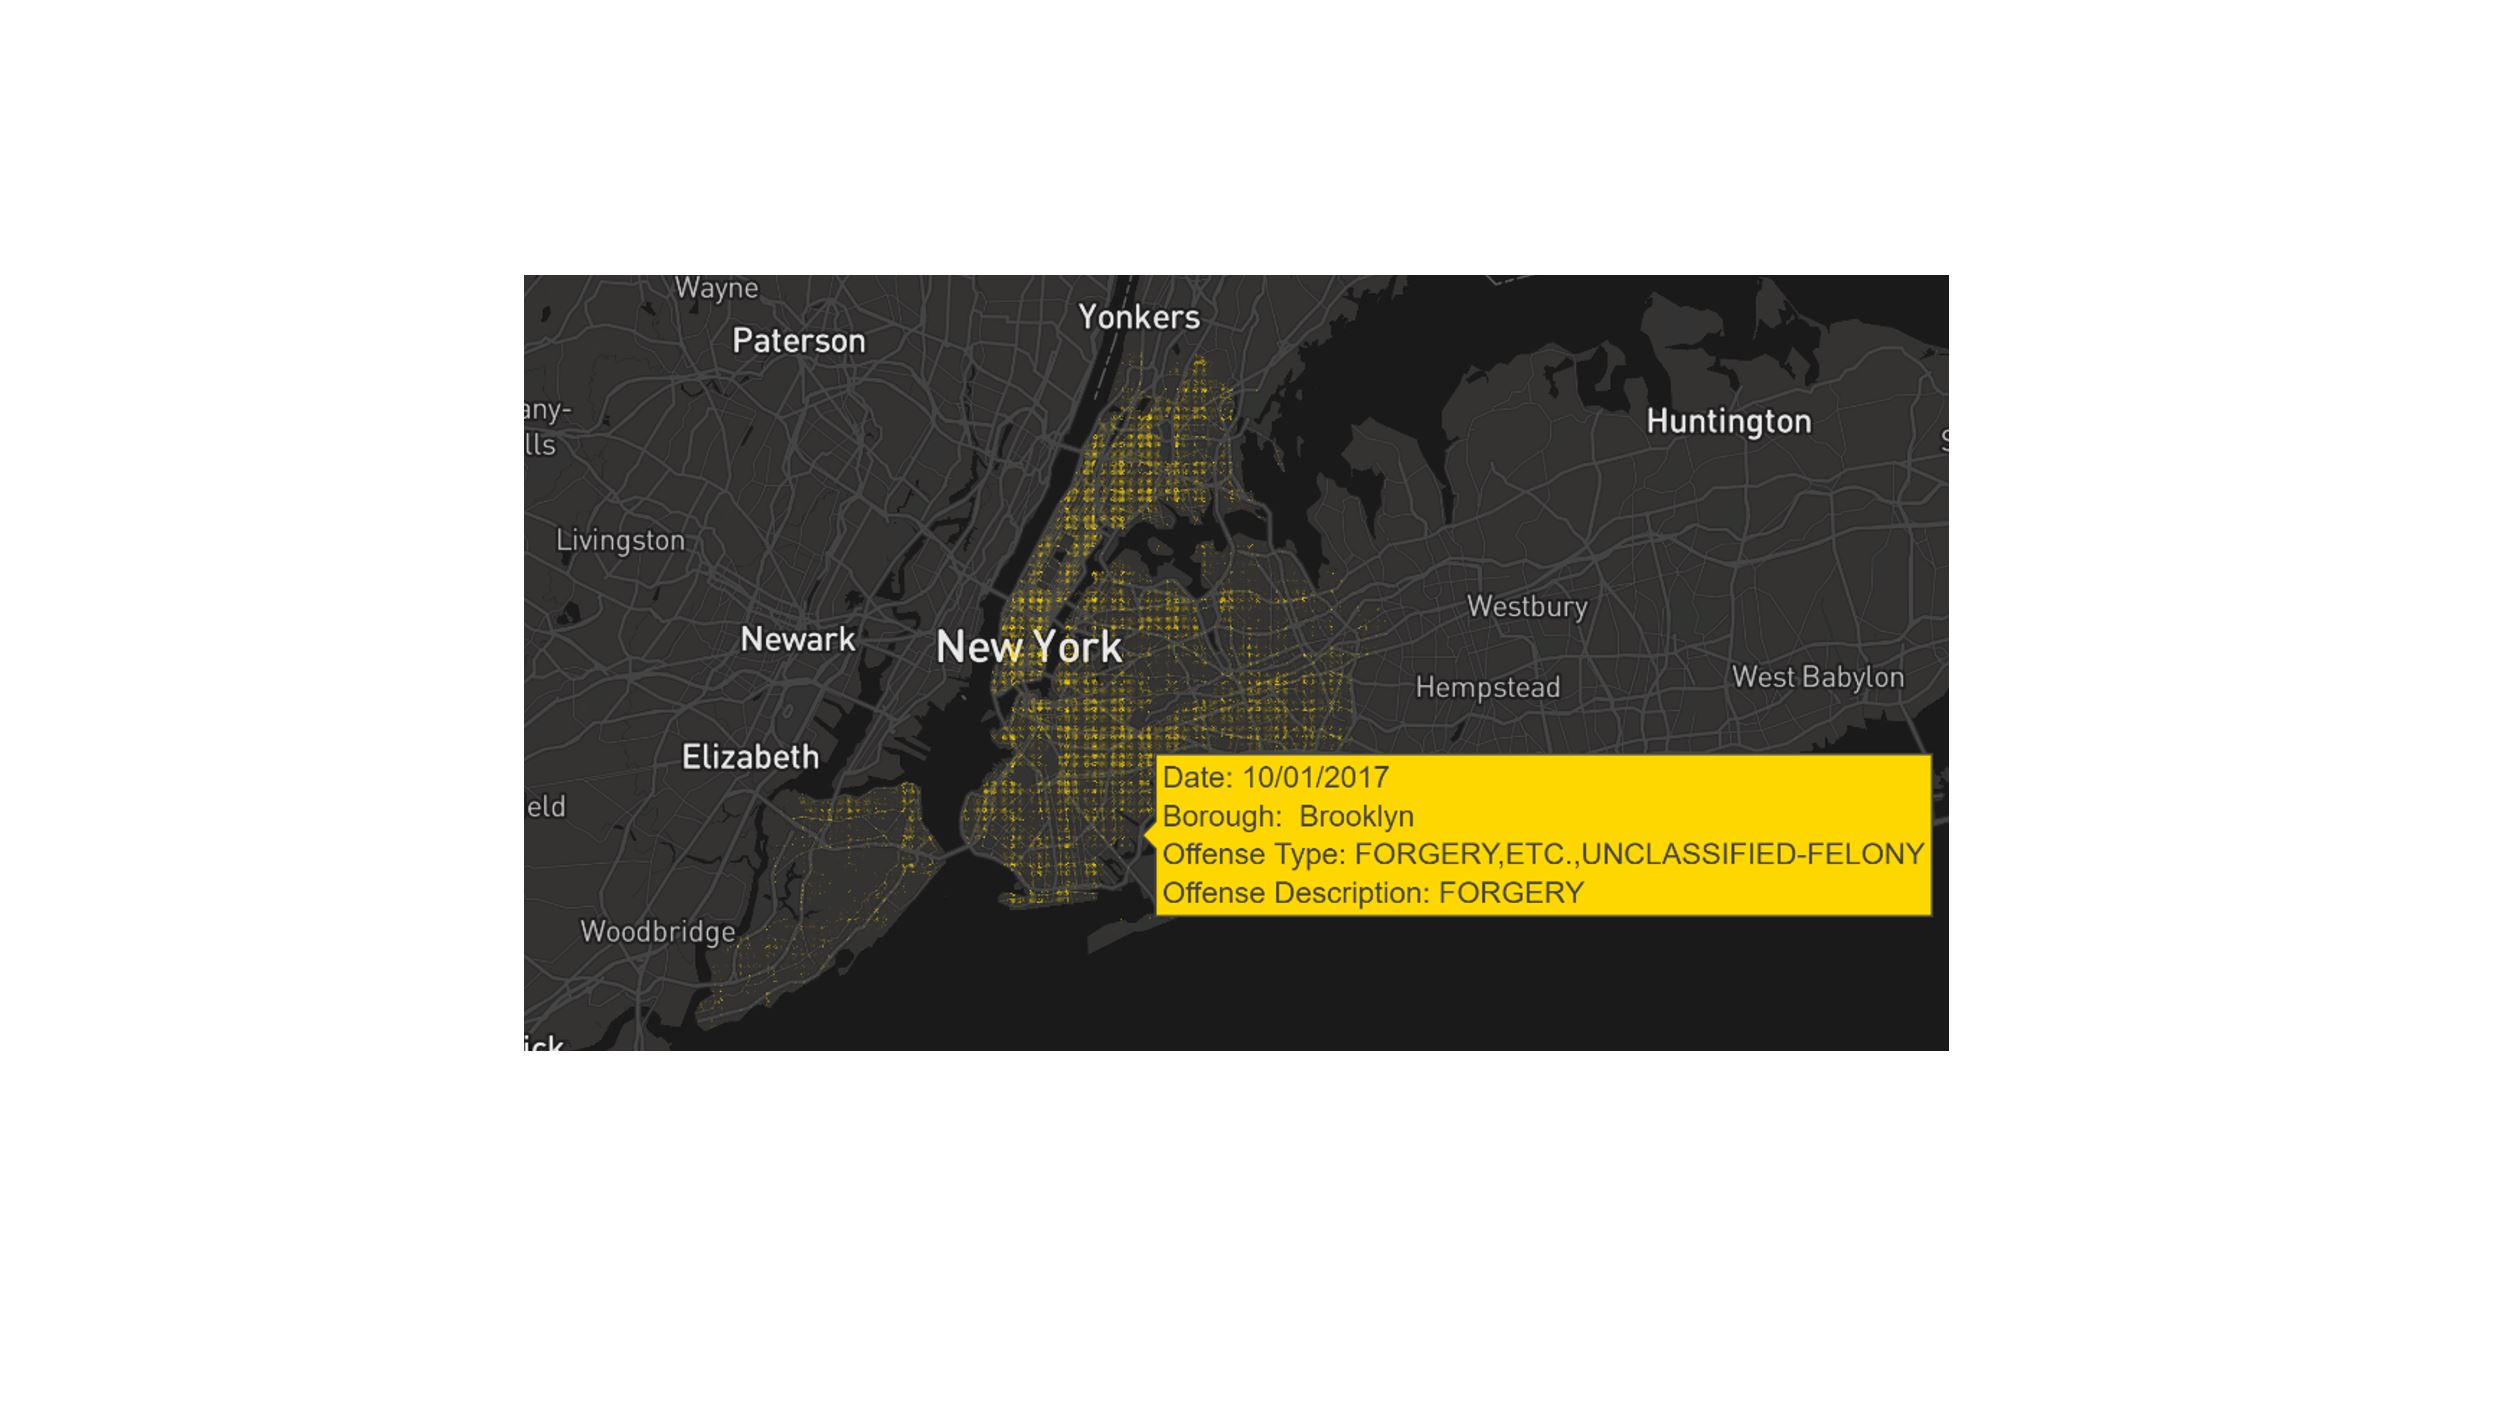 Wayne
Yonkers
Paterson
any-
lls
Huntington
Livingston
Westbury
Newark
New York
West Babylon
Hempstead
Elizabeth
Date: 10/01/2017
eld
Borough: Brooklyn
Offense Type: FORGERY,ETC.,UNCLASSIFIED-FELONY
Offense Description: FORGERY
Woodbridge
ick